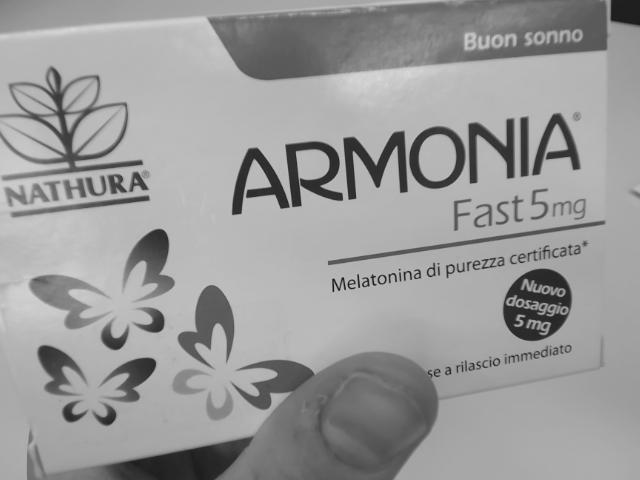 Buon sonno
NATHURA®
ARMONIA®
Fast 5mg
Melatonina di purezza certificata*
Nuovo
dosaggio
5 mg
a rilascio immediato